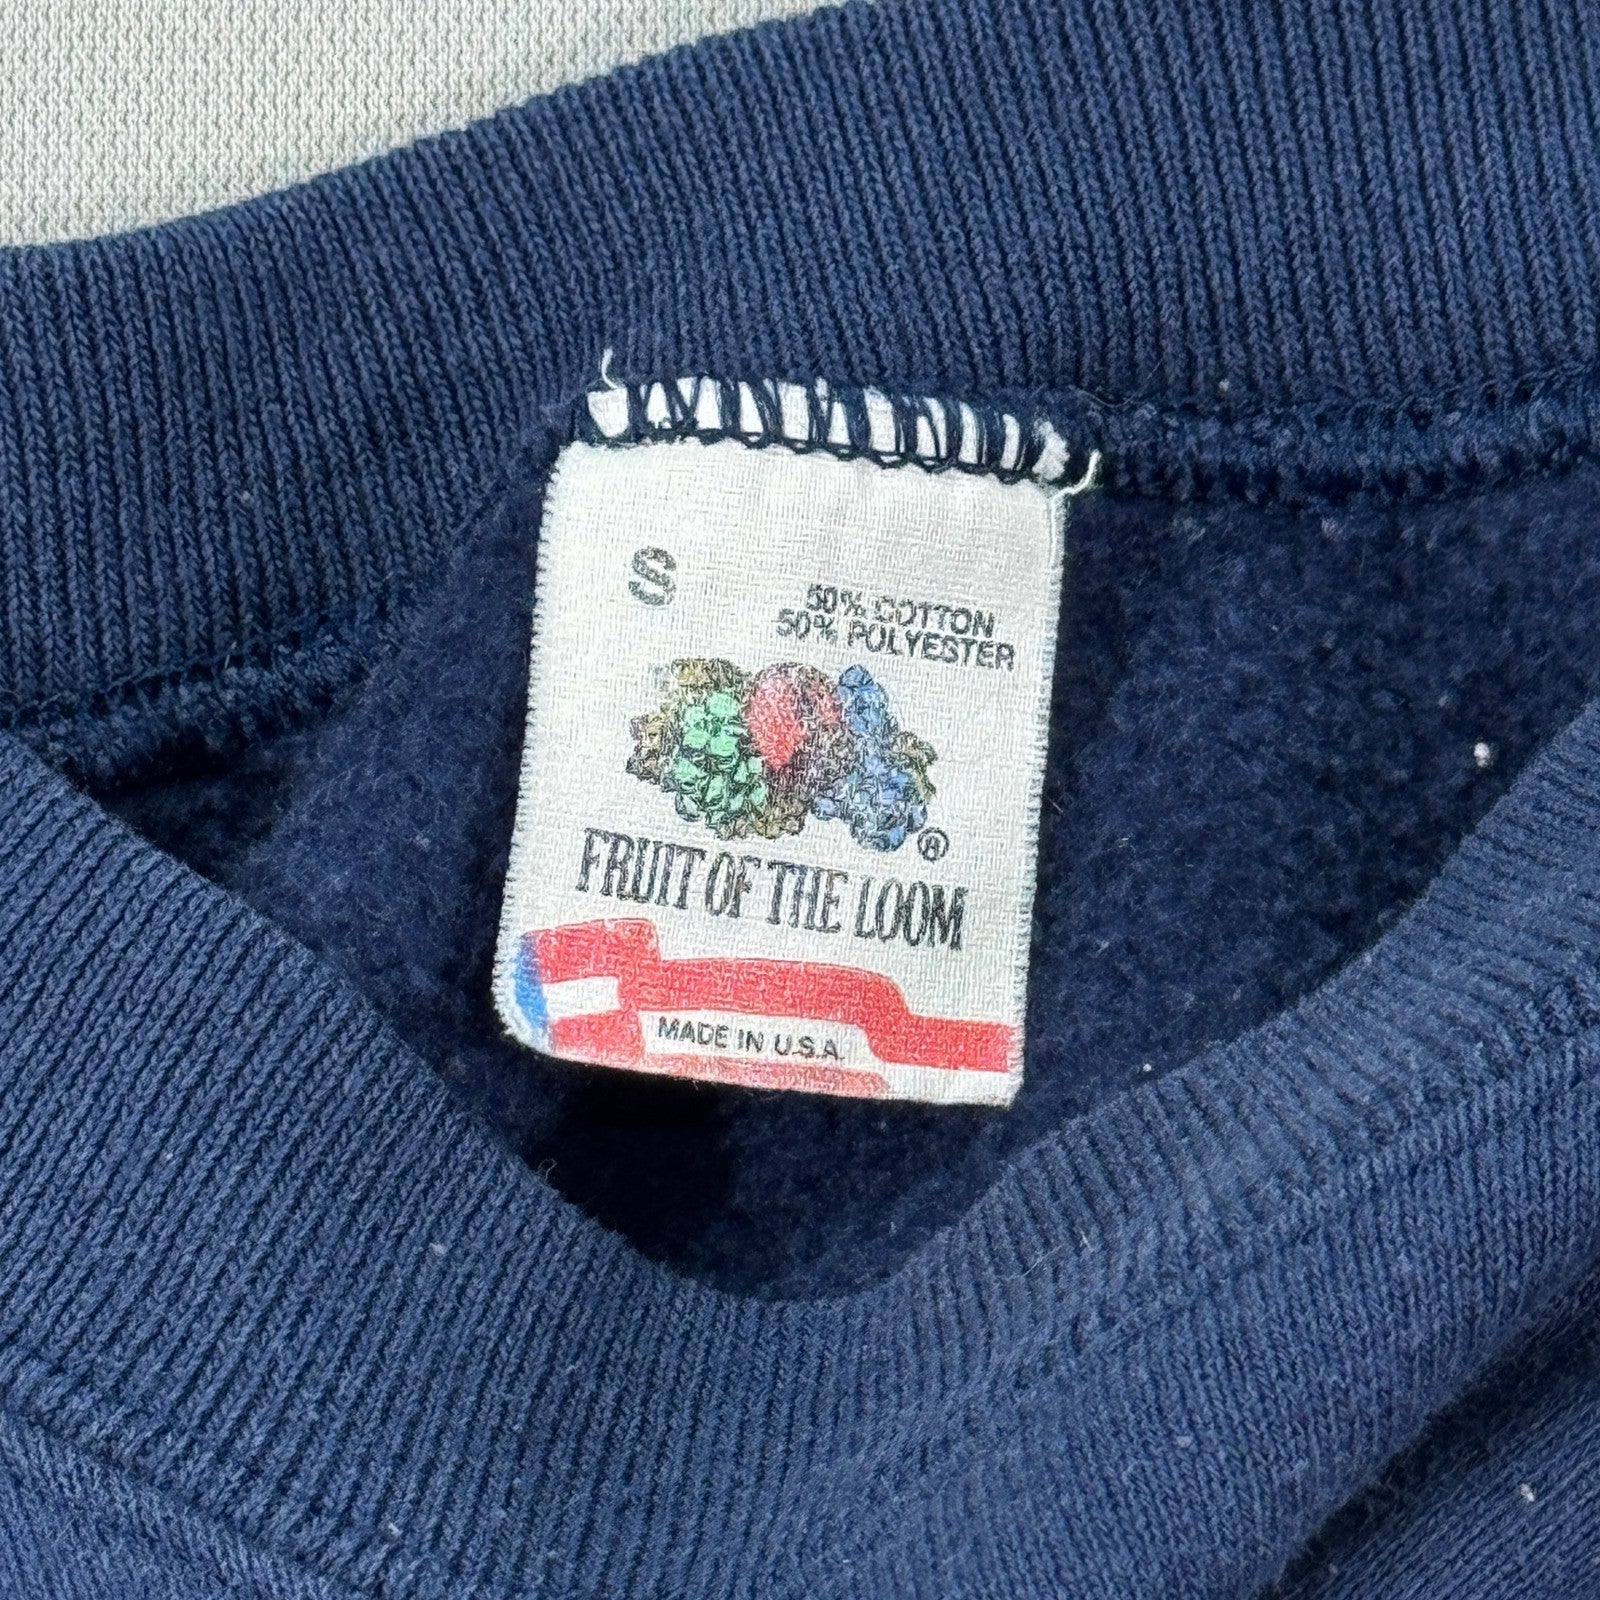 S
50% COTTON
50% POLYESTER
®
FRUIT OF THE LOOM
MADE IN U.S.A.